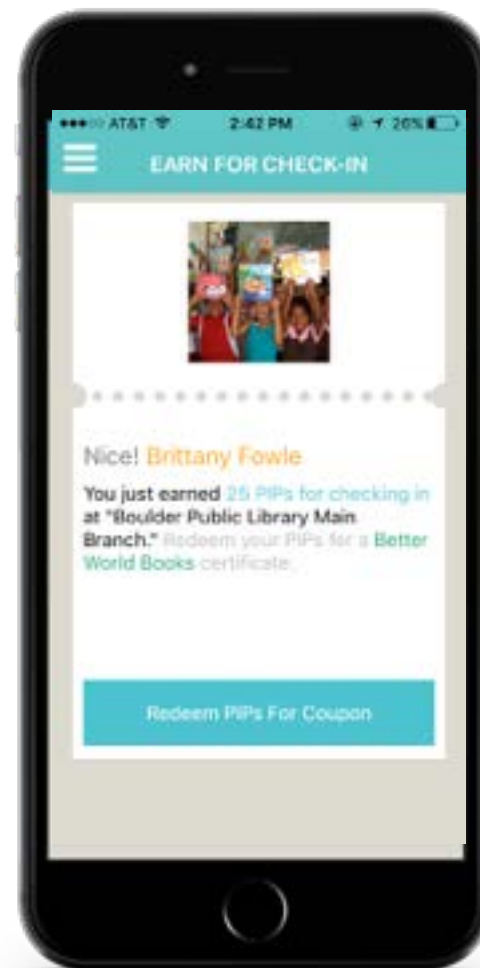 AT&T 2:42 PM 26%
EARN FOR CHECK-IN
Nice! Brittany Fowle
You just earned 25 PIPs for checking in
at "Boulder Public Library Main
Branch." Redeem your PIPs for a Better
World Books certificate.
Redeem PIPs For Coupon